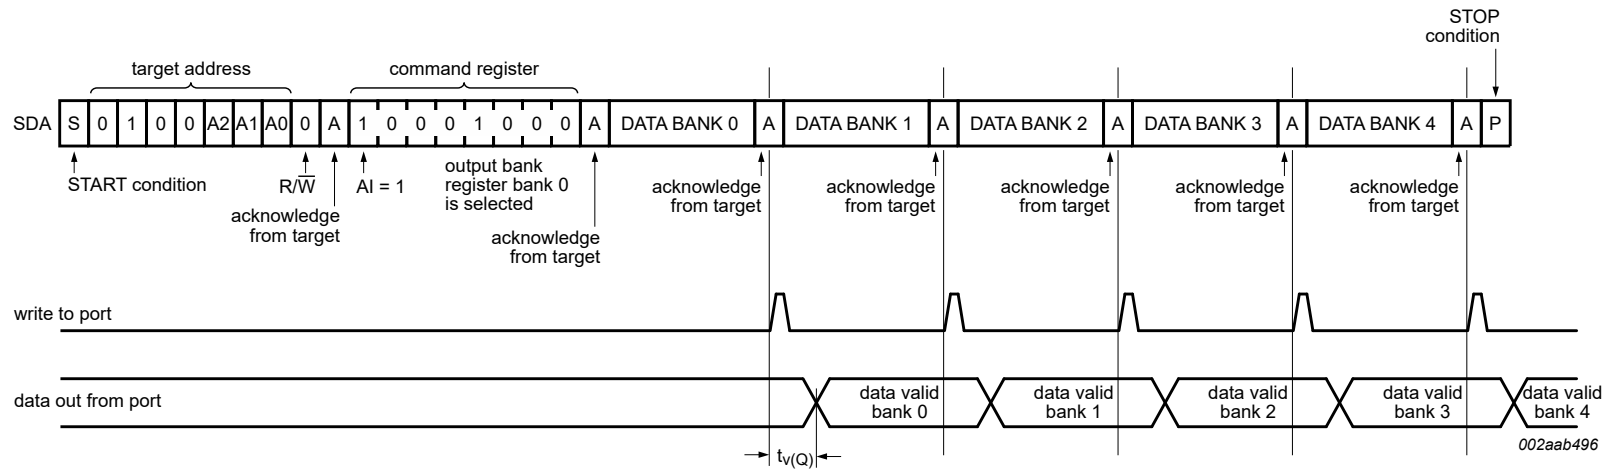 STOP
condition
target address
command register
SDA S 0 1 0 0 A2 A1 A0 0 A 1 0 0 0 1 0 0 0 A DATA BANK 0 A DATA BANK 1 A DATA BANK 2 A DATA BANK 3 A DATA BANK 4 A P
START condition
R/W̅
acknowledge
from target
AI = 1
output bank
register bank 0
is selected
acknowledge
from target
acknowledge
from target
acknowledge
from target
acknowledge
from target
acknowledge
from target
acknowledge
from target
write to port
data out from port
data valid
bank 0
data valid
bank 1
data valid
bank 2
data valid
bank 3
data valid
bank 4
tv(Q)
002aab496